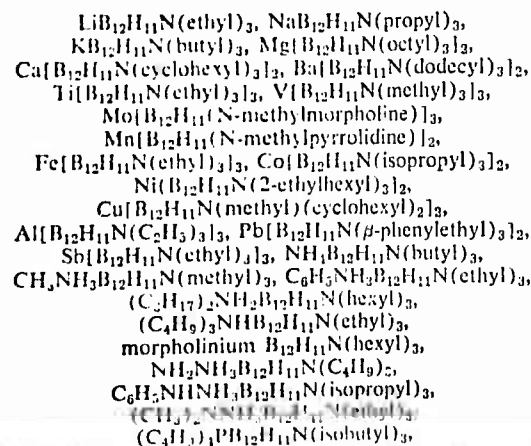 LiB₁₂H₁₁N(ethyl)₃, NaB₁₂H₁₁N(propyl)₃,
KB₁₂H₁₁N(butyl)₃, Mg[B₁₂H₁₁N(octyl)₃]₂,
Ca[B₁₂H₁₁N(cyclohexyl)₃]₂, Ba[B₁₂H₁₁N(dodecyl)₃]₂,
Ti[B₁₂H₁₁N(ethyl)₃]₃, V[B₁₂H₁₁N(methyl)₃]₃,
Mo[B₁₂H₁₁(N-methylmorpholine)]₃,
Mn[B₁₂H₁₁(N-methylpyrrolidine)]₂,
Fe[B₁₂H₁₁N(ethyl)₃]₃, Co[B₁₂H₁₁N(isopropyl)₃]₂,
Ni(B₁₂H₁₁N(2-ethylhexyl)₃]₂,
Cu[B₁₂H₁₁N(methyl)(cyclohexyl)₂]₂,
Al[B₁₂H₁₁N(C₂H₅)₃]₃, Pb[B₁₂H₁₁N(β-phenylethyl)₃]₂,
Sb[B₁₂H₁₁N(ethyl)₃]₃, NH₄B₁₂H₁₁N(butyl)₃,
CH₃NH₃B₁₂H₁₁N(methyl)₃, C₆H₅NH₃B₁₂H₁₁N(ethyl)₃,
(C₈H₁₇)₂NH₂B₁₂H₁₁N(hexyl)₃,
(C₄H₉)₃NHB₁₂H₁₁N(ethyl)₃,
morpholinium B₁₂H₁₁N(hexyl)₃,
NH₂NH₃B₁₂H₁₁N(C₄H₉)₃,
C₆H₅NHNH₃B₁₂H₁₁N(isopropyl)₃,
(C₄H₉)₄PB₁₂H₁₁N(isobutyl)₃,